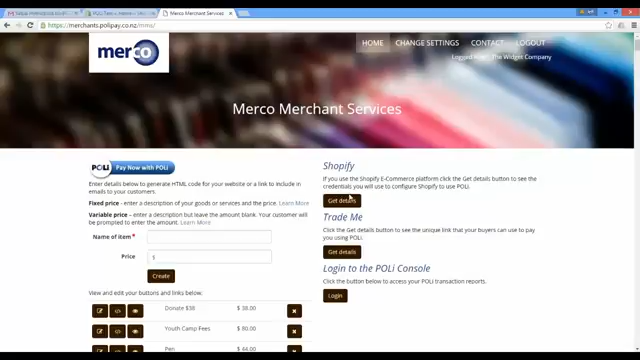 Merco Merchant Services
https://merchants.polipay.co.nz/mms/
merco
HOME
CHANGE SETTINGS
CONTACT
LOGOUT
The Widget Company
Merco Merchant Services
POLi Pay Now with POLi
Enter details below to generate HTML code for your website or a link to include in
emails to your customers.
Fixed price - enter a description of your goods or services and the price. Learn More
Variable price - enter a description but leave the amount blank. Your customer will
be prompted to enter the amount. Learn More
Name of item *
Price
$
Create
View and edit your buttons and links below:
Donate $38
$ 38.00
Youth Camp Fees
$ 80.00
Pen
$ 44.00
Shopify
If you use the Shopify E-Commerce platform click the Get details button to see the
credentials you will use to configure Shopify to use POLi.
Get details
Trade Me
Click the Get details button to see the unique link that your buyers can use to pay
you using POLi.
Get details
Login to the POLi Console
Click the button below to access your POLi transaction reports.
Login